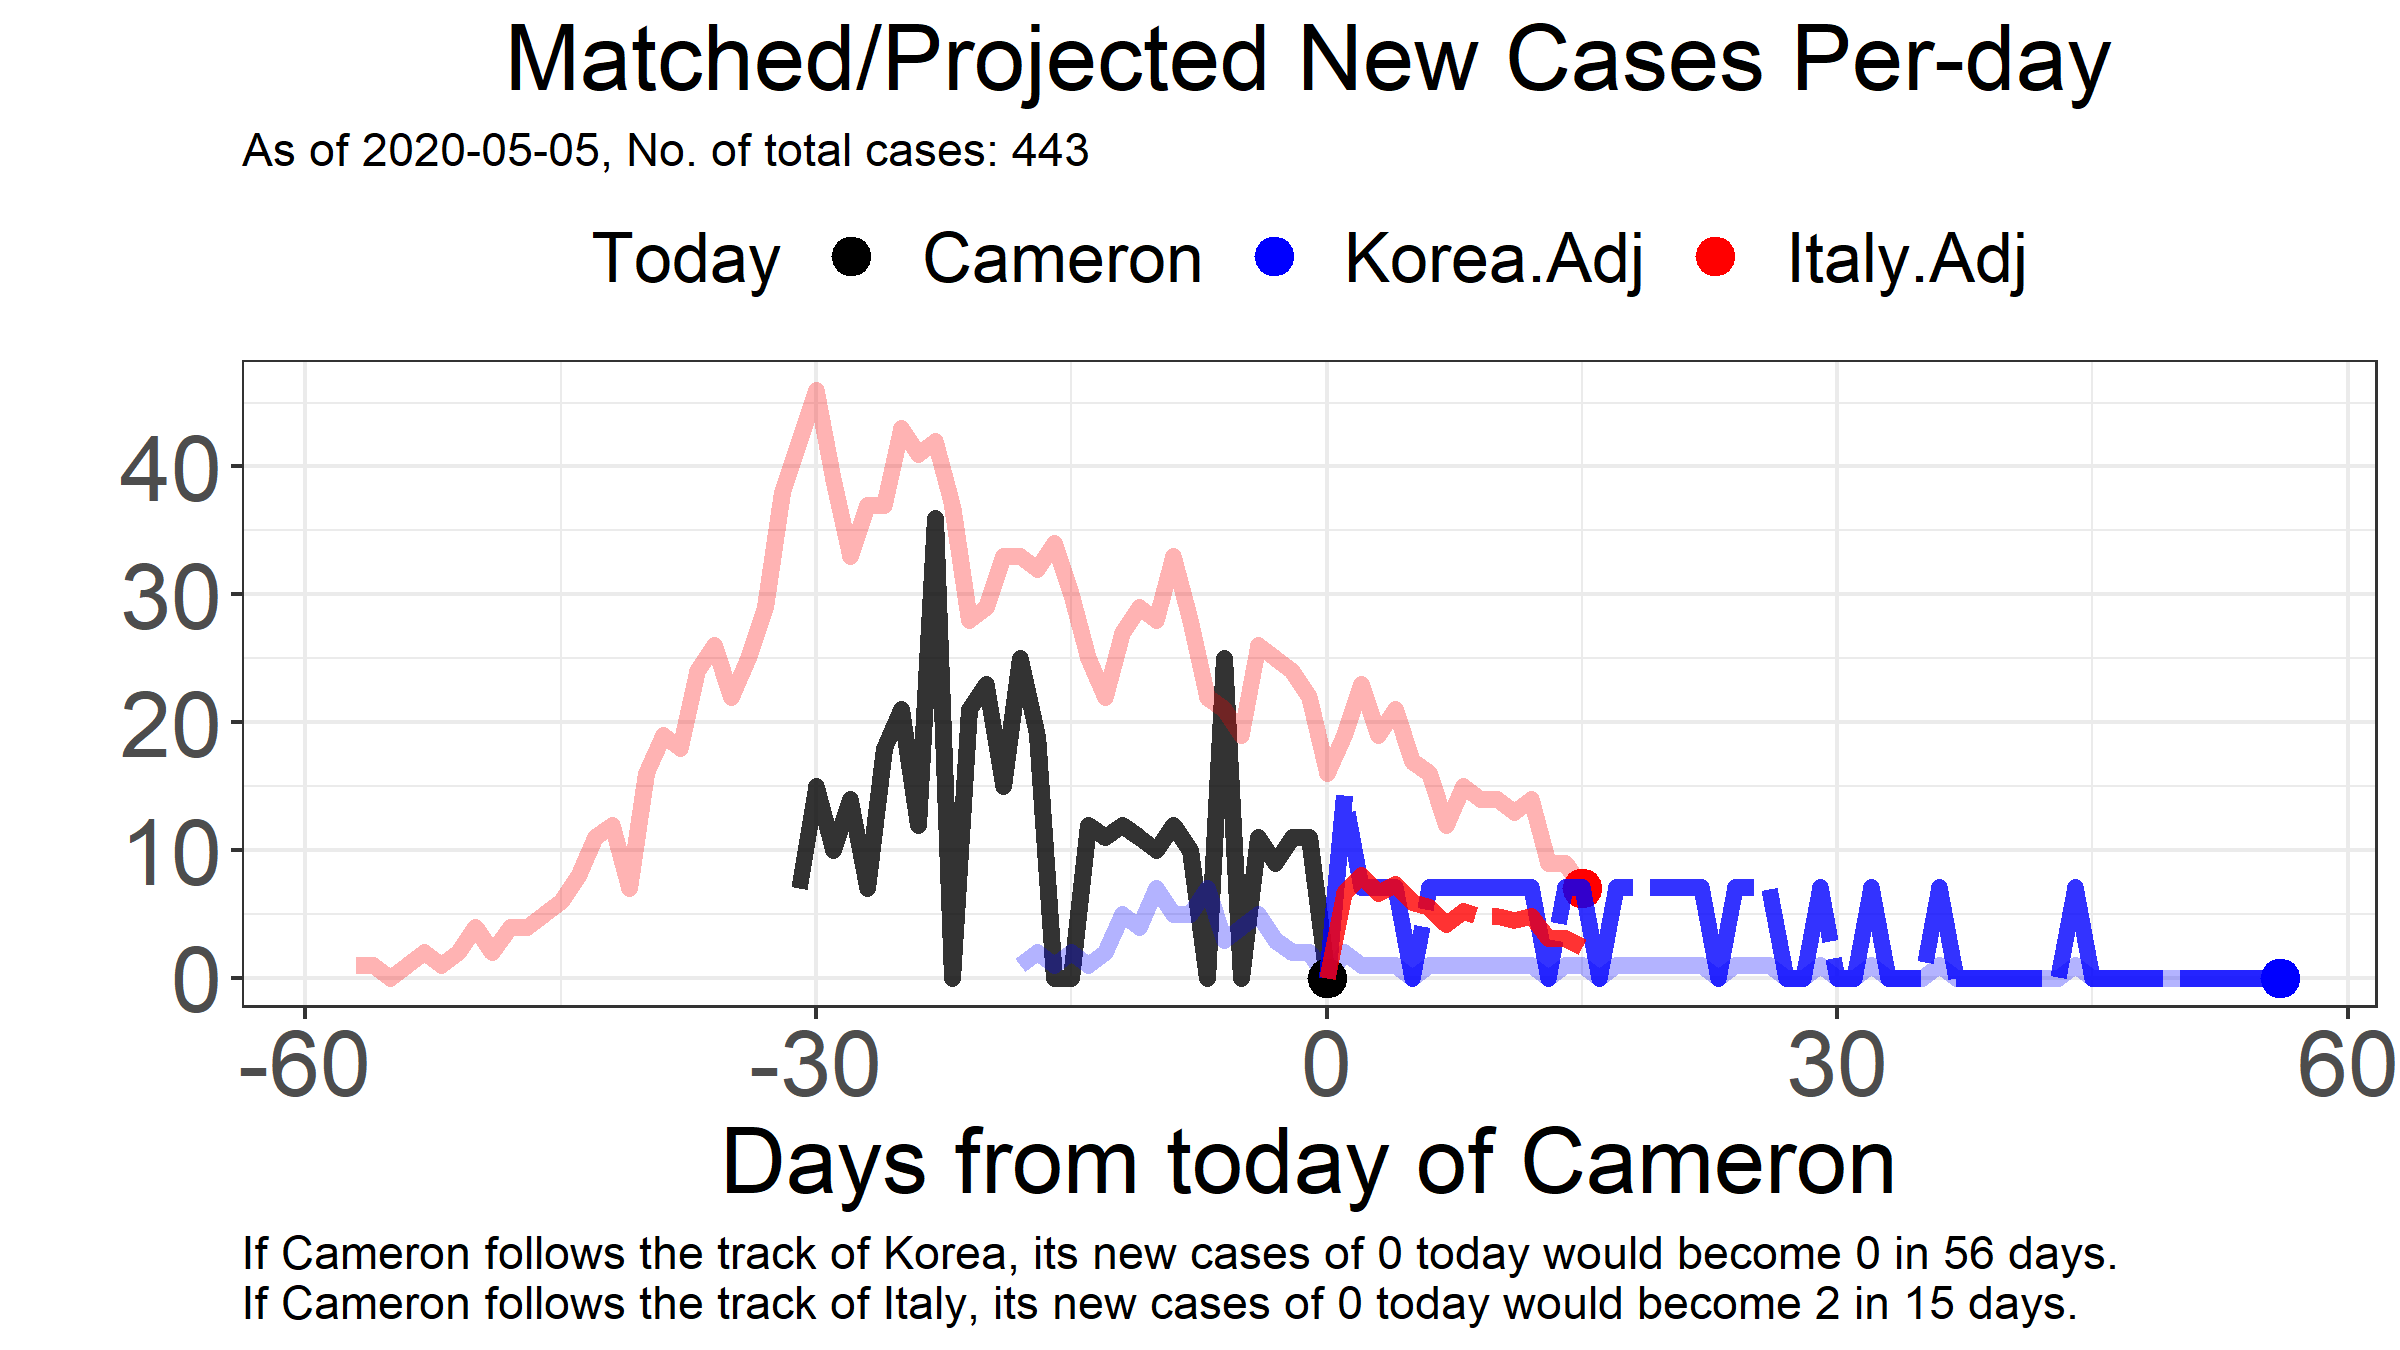 Matched/Projected New Cases Per-day
As of 2020-05-05, No. of total cases: 443
Today Cameron Korea.Adj Italy.Adj
40
30
20
10
0
-60 -30 0 30 60
Days from today of Cameron
If Cameron follows the track of Korea, its new cases of 0 today would become 0 in 56 days.
If Cameron follows the track of Italy, its new cases of 0 today would become 2 in 15 days.